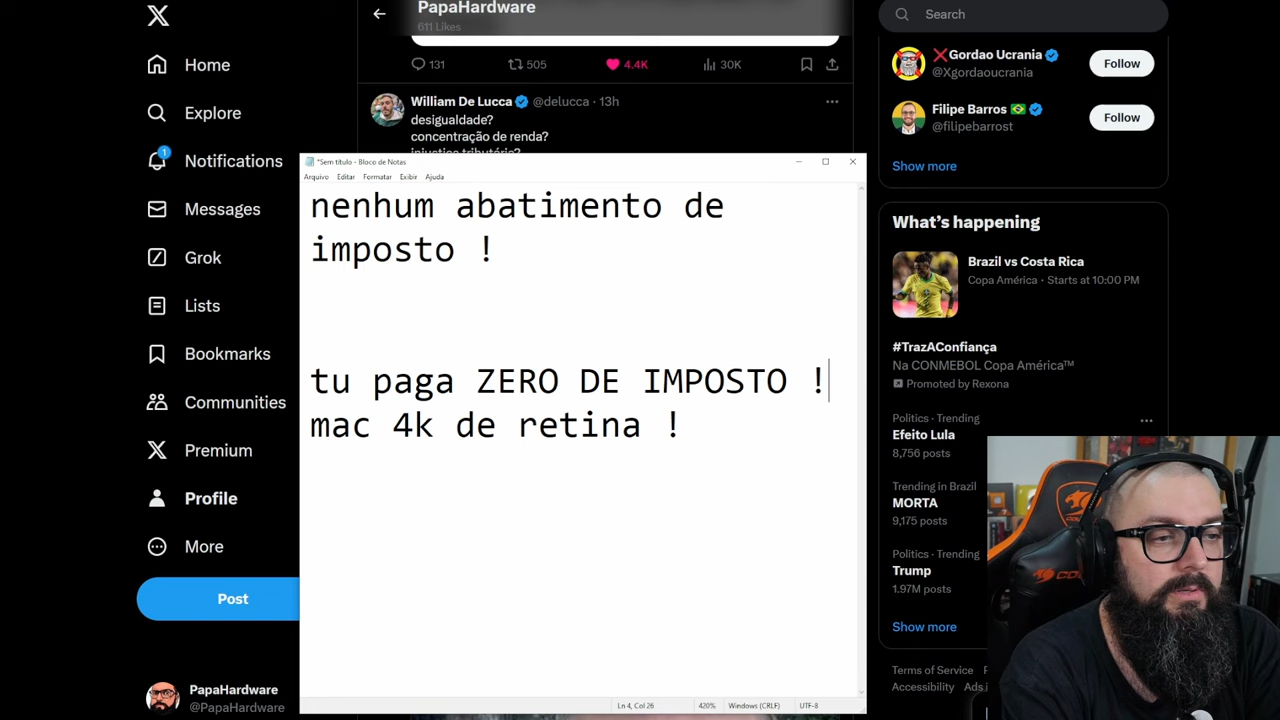 PapaHardware
611 Likes
Search
Home
Explore
1
Notifications
Messages
Grok
Lists
Bookmarks
Communities
Premium
Profile
More
Post
PapaHardware
@PapaHardware
131
505
4.4K
30K
William De Lucca @delucca · 13h
desigualdade?
concentração de renda?
injustiça tributária?
*Sem título - Bloco de Notas
Arquivo Editar Formatar Exibir Ajuda
nenhum abatimento de
imposto !
tu paga ZERO DE IMPOSTO !
mac 4k de retina !
Ln 4, Col 26
420%
Windows (CRLF)
UTF-8
Gordao Ucrania
@Xgordaoucrania
Follow
Filipe Barros
@filipebarrost
Follow
Show more
What's happening
Brazil vs Costa Rica
Copa América · Starts at 10:00 PM
#TrazAConfiança
Na CONMEBOL Copa América™
Promoted by Rexona
Politics · Trending
Efeito Lula
8,756 posts
Trending in Brazil
MORTA
9,175 posts
Politics · Trending
Trump
1.97M posts
Show more
Terms of Service
Accessibility
Ads